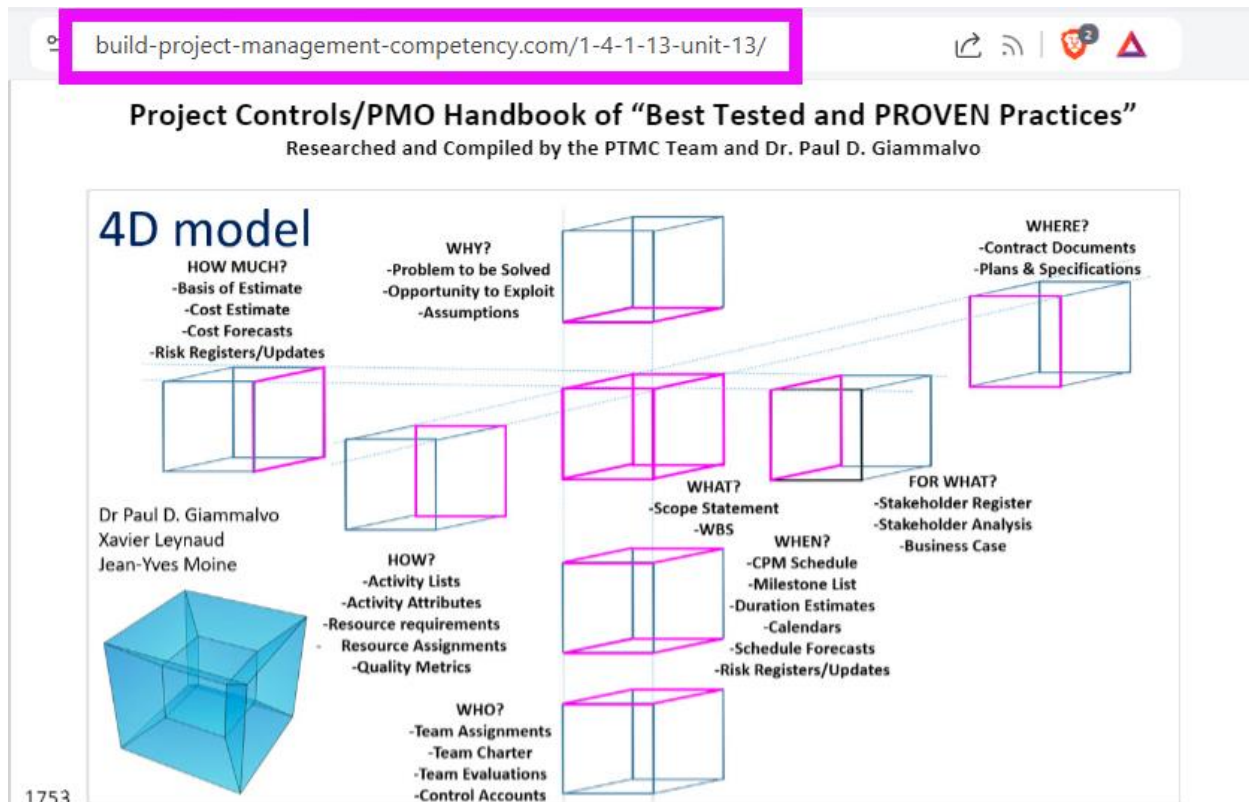 build-project-management-competency.com/1-4-1-13-unit-13/
2
Project Controls/PMO Handbook of “Best Tested and PROVEN Practices”
Researched and Compiled by the PTMC Team and Dr. Paul D. Giammalvo
4D model
HOW MUCH?
-Basis of Estimate
-Cost Estimate
-Cost Forecasts
-Risk Registers/Updates
WHY?
-Problem to be Solved
-Opportunity to Exploit
-Assumptions
WHERE?
-Contract Documents
-Plans & Specifications
WHAT?
-Scope Statement
-WBS
FOR WHAT?
-Stakeholder Register
-Stakeholder Analysis
-Business Case
Dr Paul D. Giammalvo
Xavier Leynaud
Jean-Yves Moine
HOW?
-Activity Lists
-Activity Attributes
-Resource requirements
- Resource Assignments
-Quality Metrics
WHEN?
-CPM Schedule
-Milestone List
-Duration Estimates
-Calendars
-Schedule Forecasts
-Risk Registers/Updates
WHO?
-Team Assignments
-Team Charter
-Team Evaluations
-Control Accounts
1753